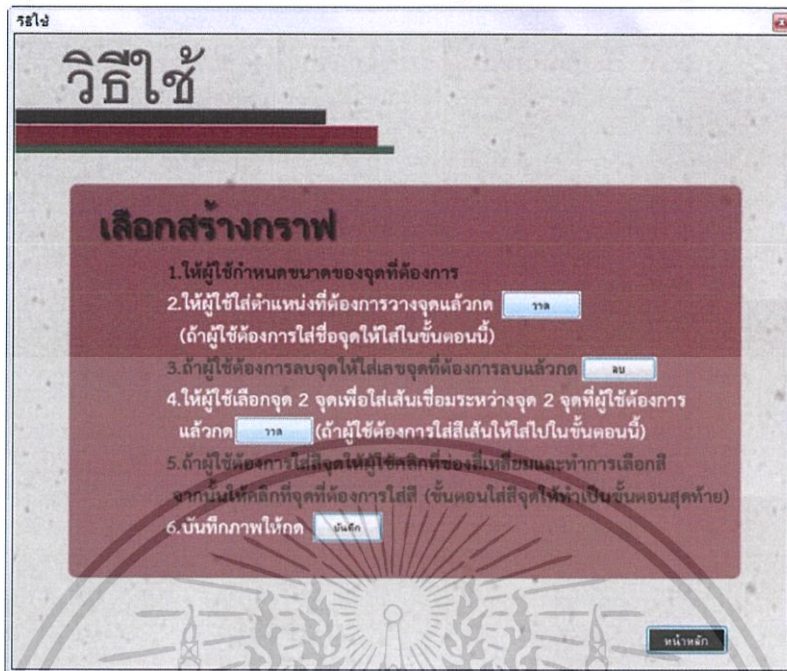 วิธีใช้
วิธีใช้
เลือกสร้างกราฟ
1.ให้ผู้ใช้กำหนดขนาดของจุดที่ต้องการ
2.ให้ผู้ใช้ใส่ตำแหน่งที่ต้องการวางจุดแล้วกด วาด
(ถ้าผู้ใช้ต้องการใส่ชื่อจุดให้ใส่ในขั้นตอนนี้)
3.ถ้าผู้ใช้ต้องการลบจุดให้ใส่เลขจุดที่ต้องการลบแล้วกด ลบ
4.ให้ผู้ใช้เลือกจุด 2 จุดเพื่อใส่เส้นเชื่อมระหว่างจุด 2 จุดที่ผู้ใช้ต้องการ
แล้วกด วาด (ถ้าผู้ใช้ต้องการใส่สีเส้นให้ใส่ไปในขั้นตอนนี้)
5.ถ้าผู้ใช้ต้องการใส่สีจุดให้ผู้ใช้คลิกที่ช่องสี่เหลี่ยมและทำการเลือกสี
จากนั้นให้คลิกที่จุดที่ต้องการใส่สี (ขั้นตอนใส่สีจุดให้ทำเป็นขั้นตอนสุดท้าย)
6.บันทึกภาพให้กด บันทึก
หน้าหลัก